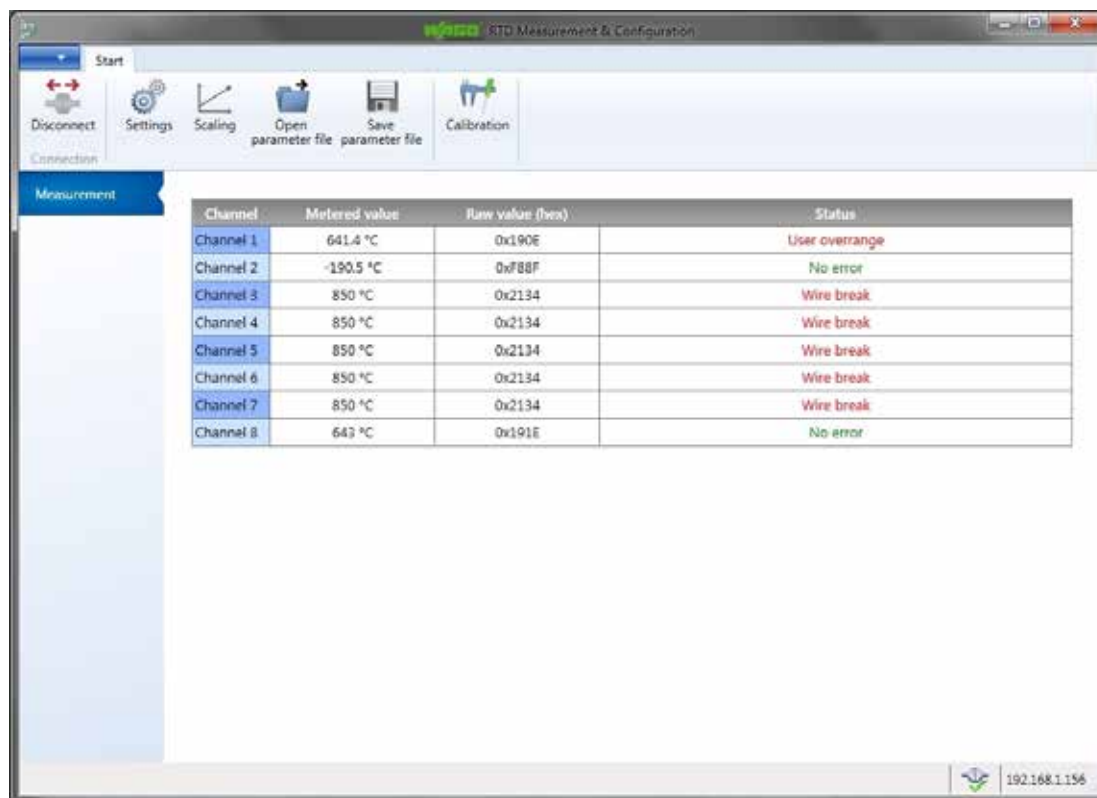 WAGO RTD Measurement & Configuration
Start
Disconnect Settings Scaling Open parameter file Save parameter file Calibration
Connection
Measurement
Channel Metered value Raw value (hex) Status
Channel 1 641.4 °C 0x190E User overrange
Channel 2 -190.5 °C 0xF88F No error
Channel 3 850 °C 0x2134 Wire break
Channel 4 850 °C 0x2134 Wire break
Channel 5 850 °C 0x2134 Wire break
Channel 6 850 °C 0x2134 Wire break
Channel 7 850 °C 0x2134 Wire break
Channel 8 643 °C 0x191E No error
192.168.1.156